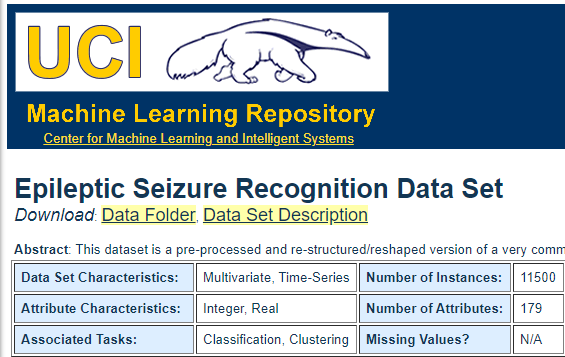 UCI
Machine Learning Repository
Center for Machine Learning and Intelligent Systems
Epileptic Seizure Recognition Data Set
Download: Data Folder, Data Set Description
Abstract: This dataset is a pre-processed and re-structured/reshaped version of a very
Data Set Characteristics: Multivariate, Time-Series Number of Instances: 11500
Attribute Characteristics: Integer, Real Number of Attributes: 179
Associated Tasks: Classification, Clustering Missing Values? N/A